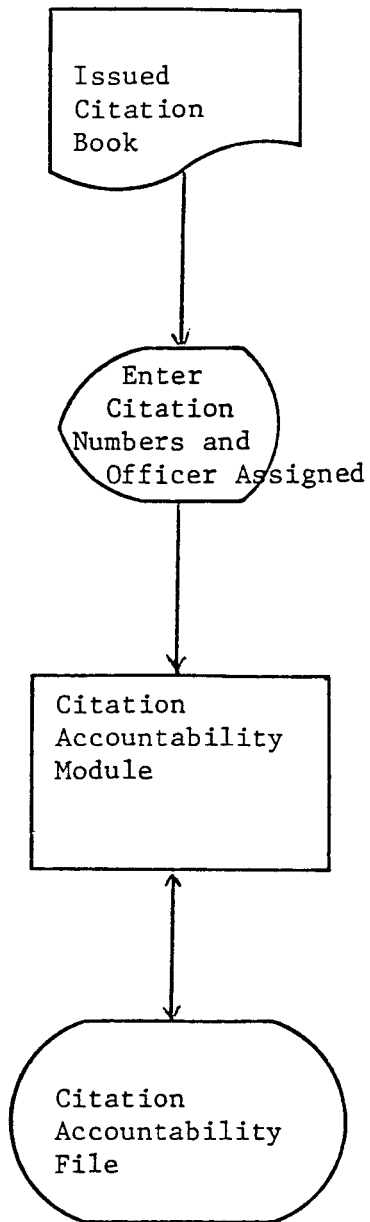 Issued
Citation
Book
Enter
Citation
Numbers and
Officer Assigned
Citation
Accountability
Module
Citation
Accountability
File